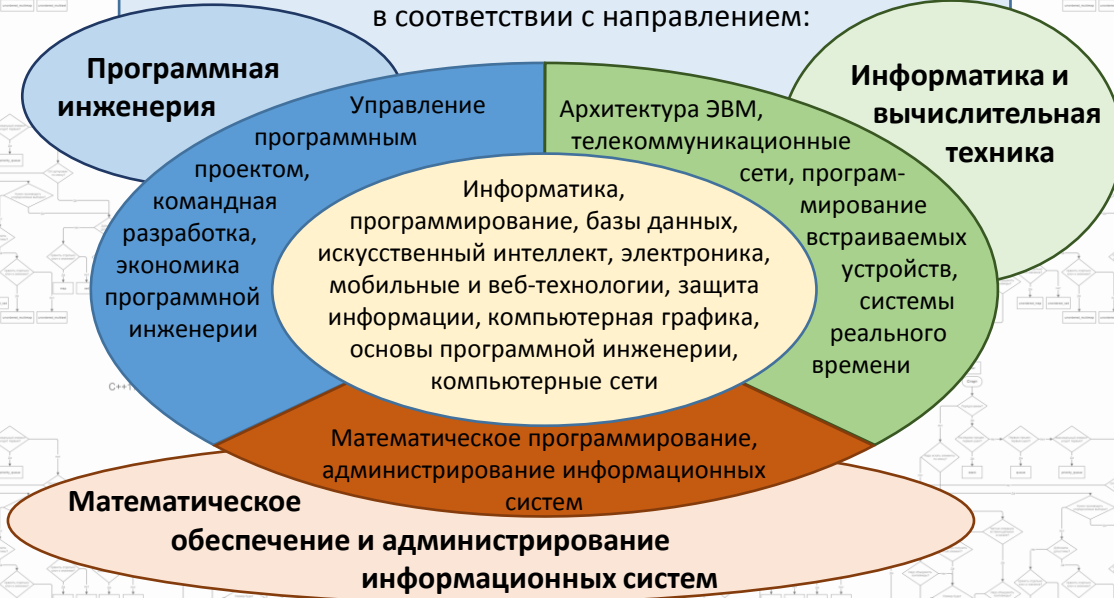 в соответствии с направлением:
Программная
инженерия
Информатика и
вычислительная
техника
Управление
программным
проектом,
командная
разработка,
экономика
программной
инженерии
Архитектура ЭВМ,
телекоммуникационные
сети, програм-
мирование
встраиваемых
устройств,
системы
реального
времени
Информатика,
программирование, базы данных,
искусственный интеллект, электроника,
мобильные и веб-технологии, защита
информации, компьютерная графика,
основы программной инженерии,
компьютерные сети
Математическое программирование,
администрирование информационных
систем
Математическое
обеспечение и администрирование
информационных систем